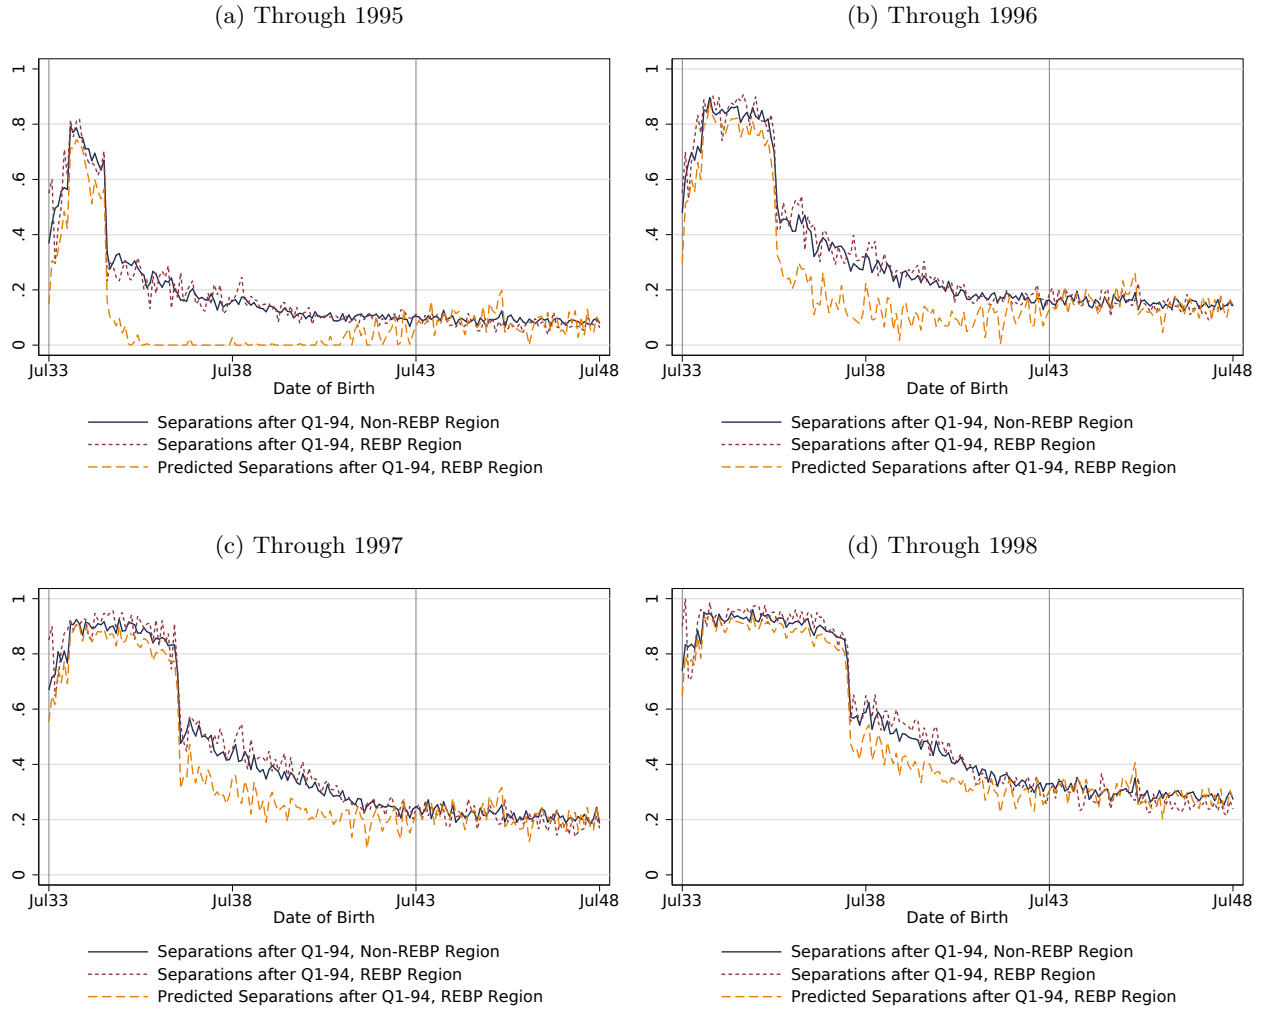 (a) Through 1995
1
.8
.6
.4
.2
0
Jul33 Jul38 Jul43 Jul48
Date of Birth
Separations after Q1-94, Non-REBP Region
Separations after Q1-94, REBP Region
Predicted Separations after Q1-94, REBP Region
(b) Through 1996
1
.8
.6
.4
.2
0
Jul33 Jul38 Jul43 Jul48
Date of Birth
Separations after Q1-94, Non-REBP Region
Separations after Q1-94, REBP Region
Predicted Separations after Q1-94, REBP Region
(c) Through 1997
1
.8
.6
.4
.2
0
Jul33 Jul38 Jul43 Jul48
Date of Birth
Separations after Q1-94, Non-REBP Region
Separations after Q1-94, REBP Region
Predicted Separations after Q1-94, REBP Region
(d) Through 1998
1
.8
.6
.4
.2
0
Jul33 Jul38 Jul43 Jul48
Date of Birth
Separations after Q1-94, Non-REBP Region
Separations after Q1-94, REBP Region
Predicted Separations after Q1-94, REBP Region